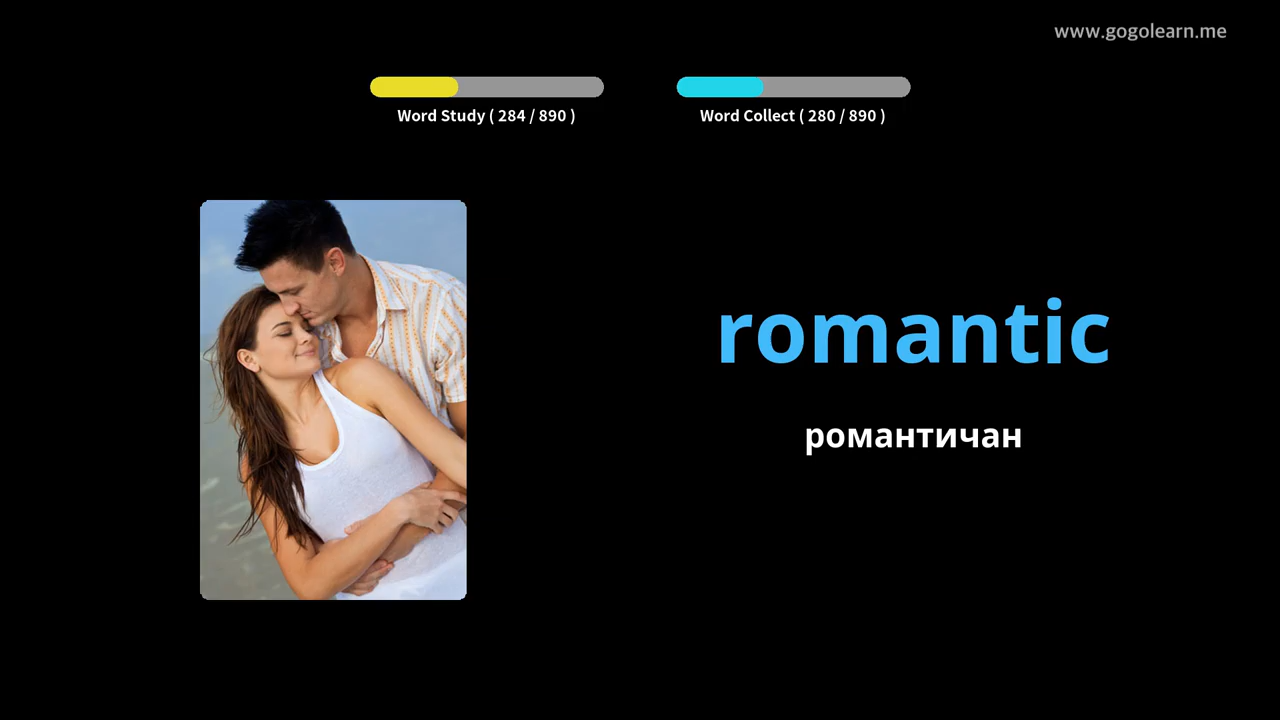 www.gogolearn.me
Word Study ( 284 / 890 )
Word Collect ( 280 / 890 )
romantic
романтичан